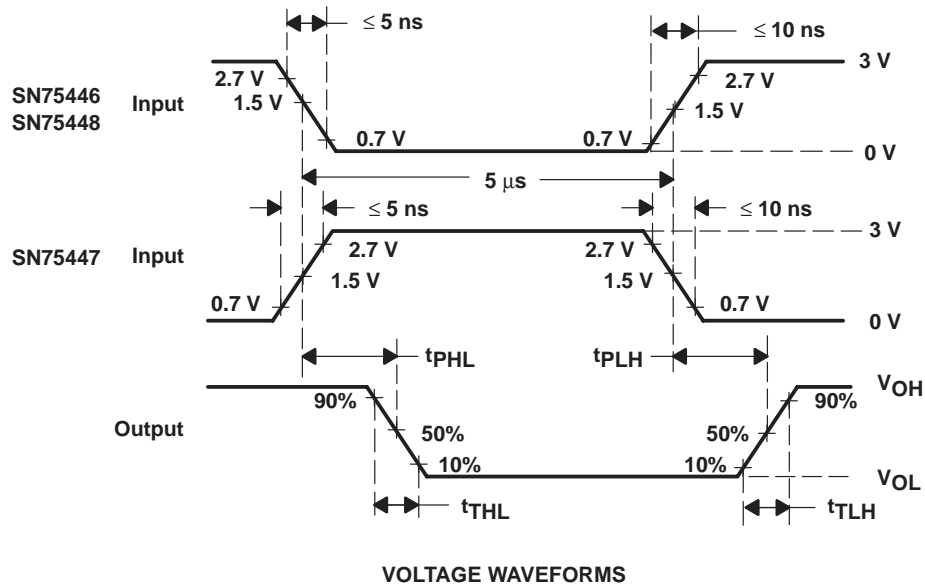 ≤ 5 ns
≤ 10 ns
3 V
2.7 V
2.7 V
SN75446
SN75448
Input
1.5 V
1.5 V
0.7 V
0.7 V
0 V
5 μs
≤ 5 ns
≤ 10 ns
3 V
SN75447
Input
2.7 V
2.7 V
1.5 V
1.5 V
0.7 V
0.7 V
0 V
tPHL
tPLH
VOH
90%
90%
Output
50%
50%
10%
10%
VOL
tTHL
tTLH
VOLTAGE WAVEFORMS